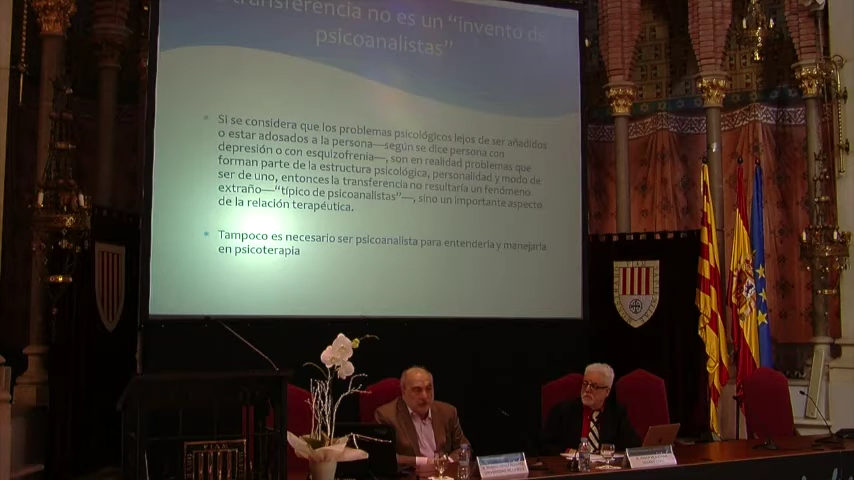 transferencia no es un "invento de
psicoanalistas"
Si se considera que los problemas psicológicos lejos de ser añadidos
o estar adosados a la persona—según se dice persona con
depresión o con esquizofrenia—, son en realidad problemas que
forman parte de la estructura psicológica, personalidad y modo de
ser de uno, entonces la transferencia no resultaría un fenómeno
extraño—"típico de psicoanalistas"—, sino un importante aspecto
de la relación terapéutica.
Tampoco es necesario ser psicoanalista para entenderla y manejarla
en psicoterapia